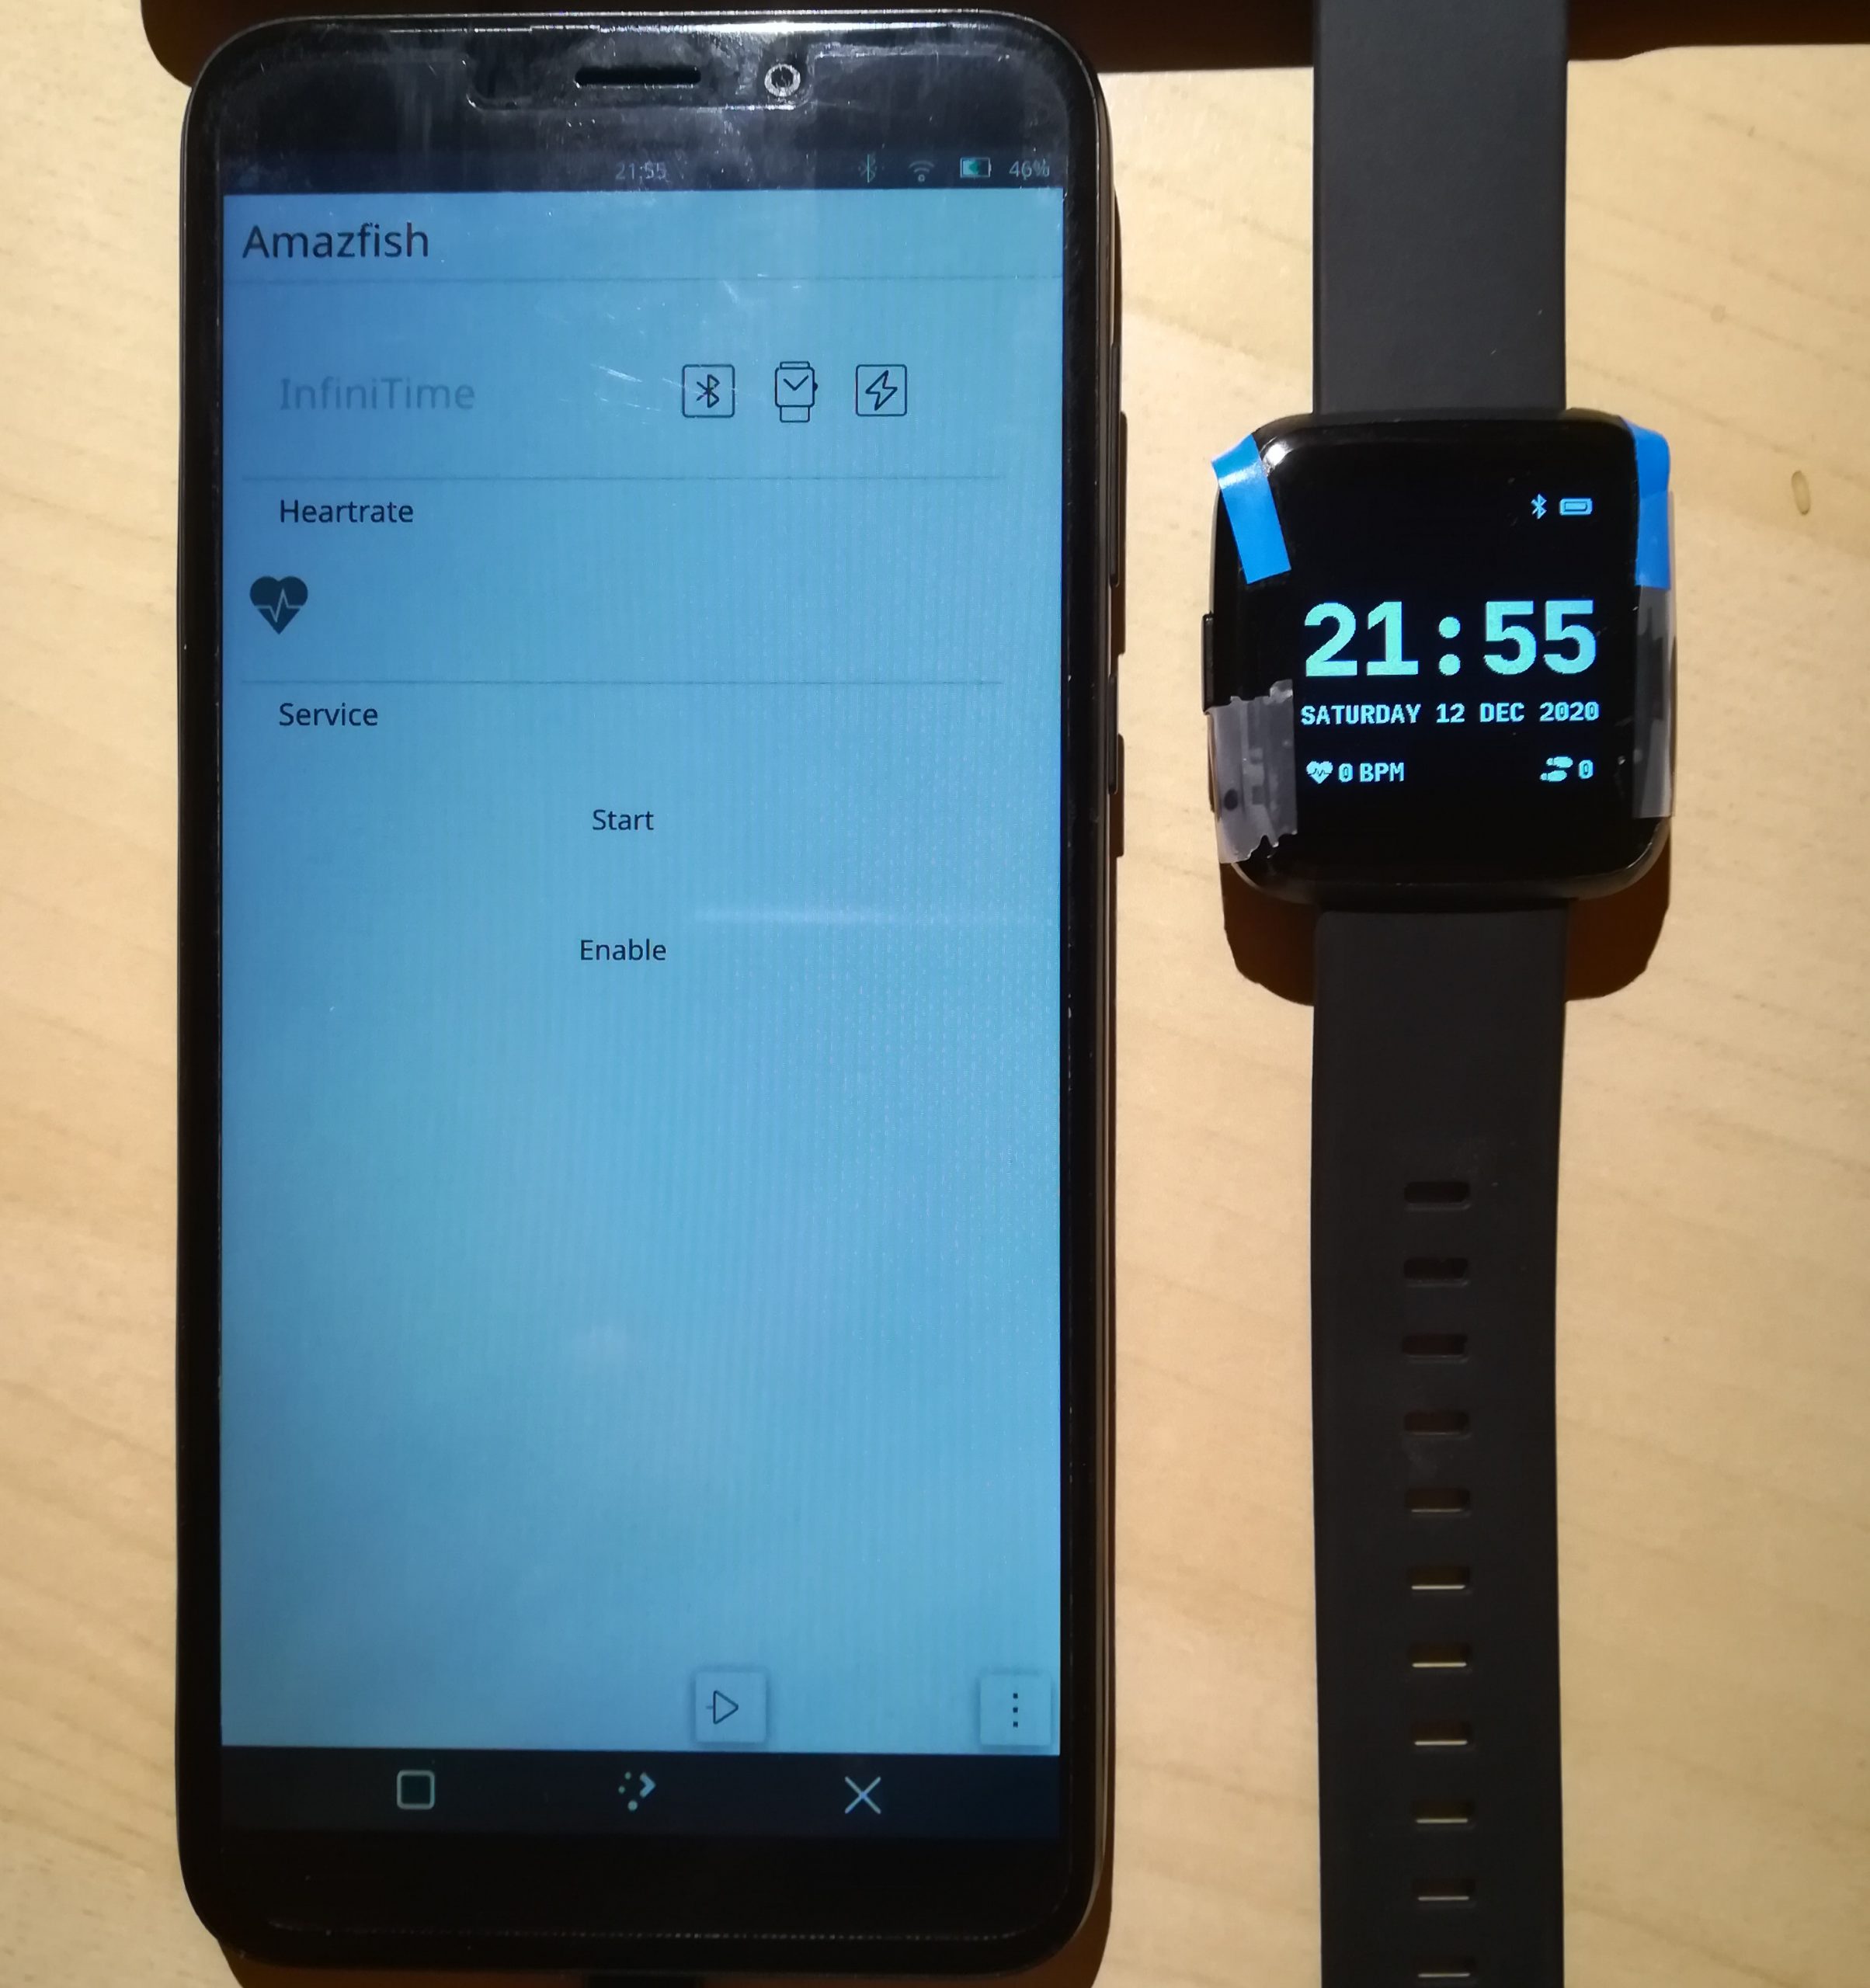 21:55
46%
Amazfish
InfiniTime
Heartrate
Service
Start
Enable
21:55
SATURDAY 12 DEC 2020
0 BPM
0